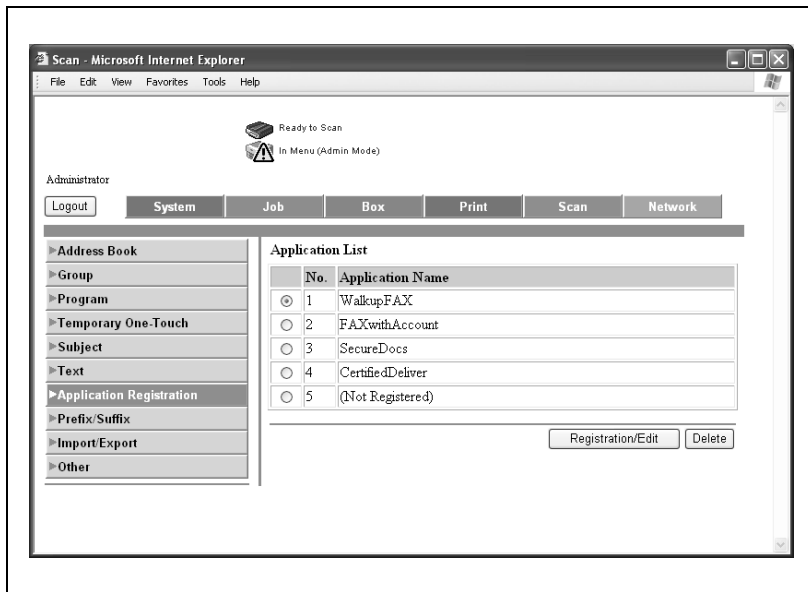 Scan - Microsoft Internet Explorer
File Edit View Favorites Tools Help
Ready to Scan
In Menu (Admin Mode)
Administrator
Logout System Job Box Print Scan Network
Address Book
Group
Program
Temporary One-Touch
Subject
Text
Application Registration
Prefix/Suffix
Import/Export
Other
Application List
No. Application Name
1 WalkupFAX
2 FAXwithAccount
3 SecureDocs
4 CertifiedDeliver
5 (Not Registered)
Registration/Edit Delete